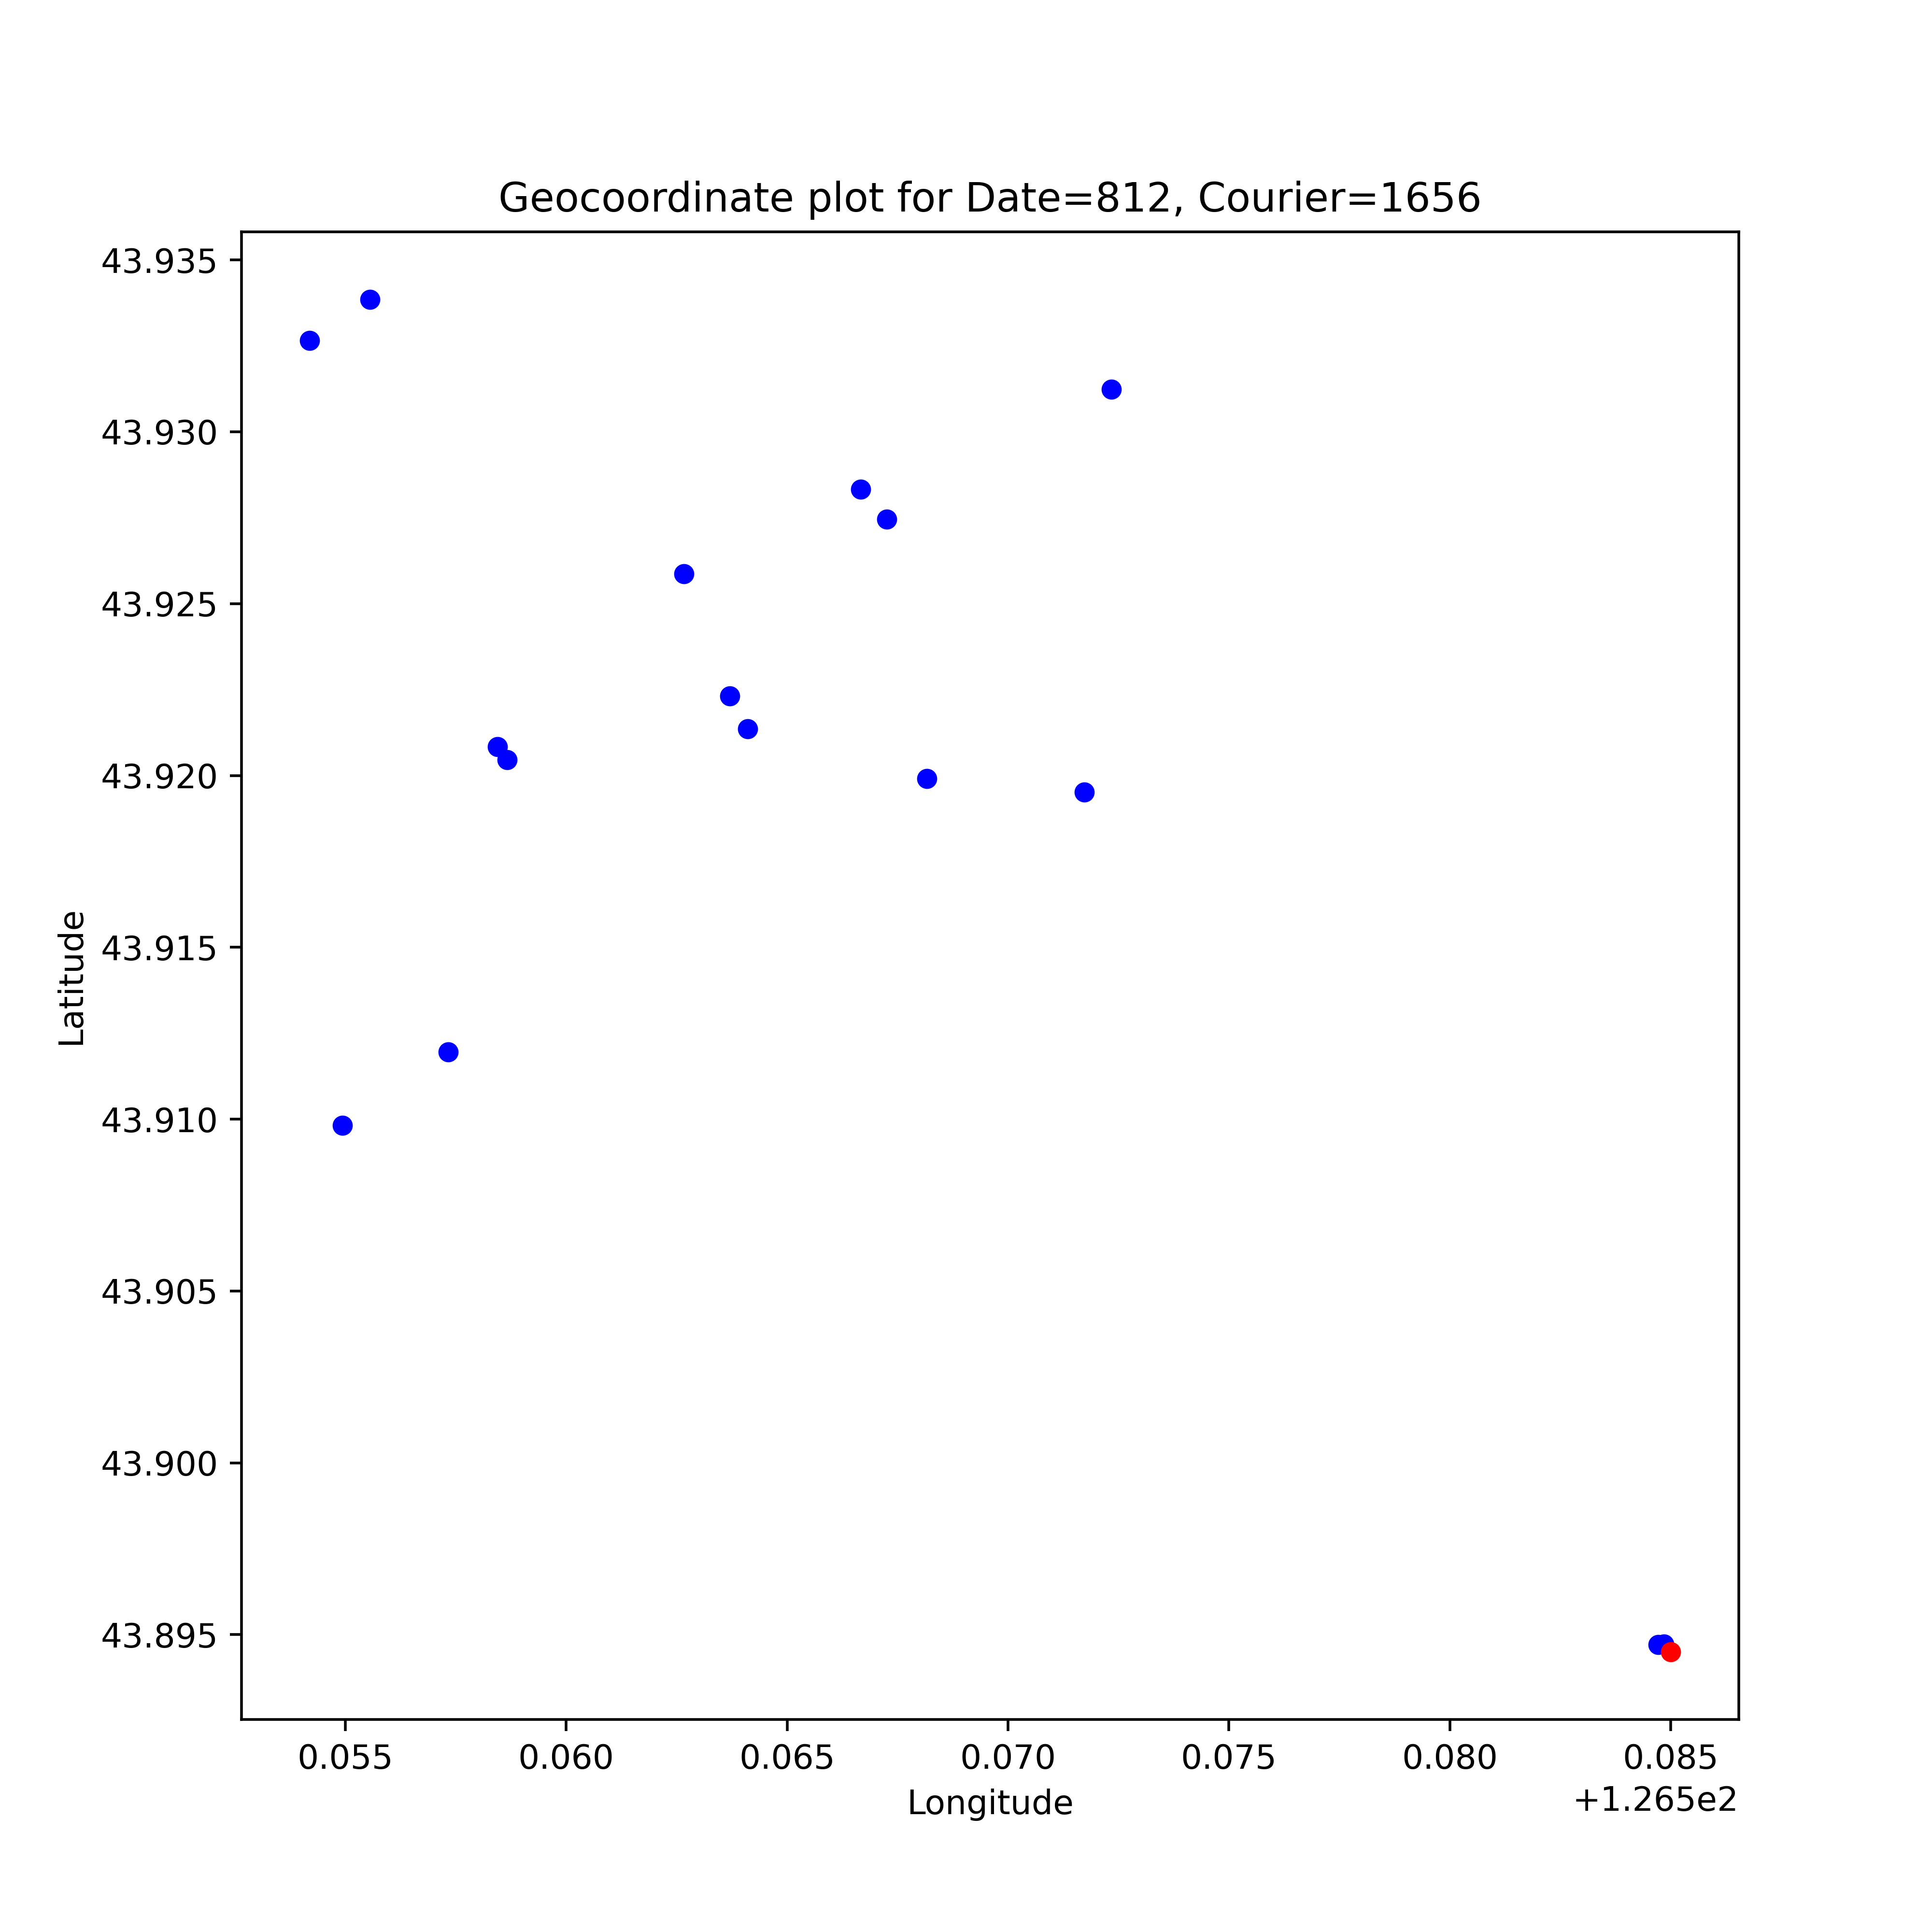 Geocoordinate plot for Date=812, Courier=1656
43.935
43.930
43.925
43.920
43.915
43.910
43.905
43.900
43.895
Latitude
0.055 0.060 0.065 0.070 0.075 0.080 0.085
+1.265e2
Longitude